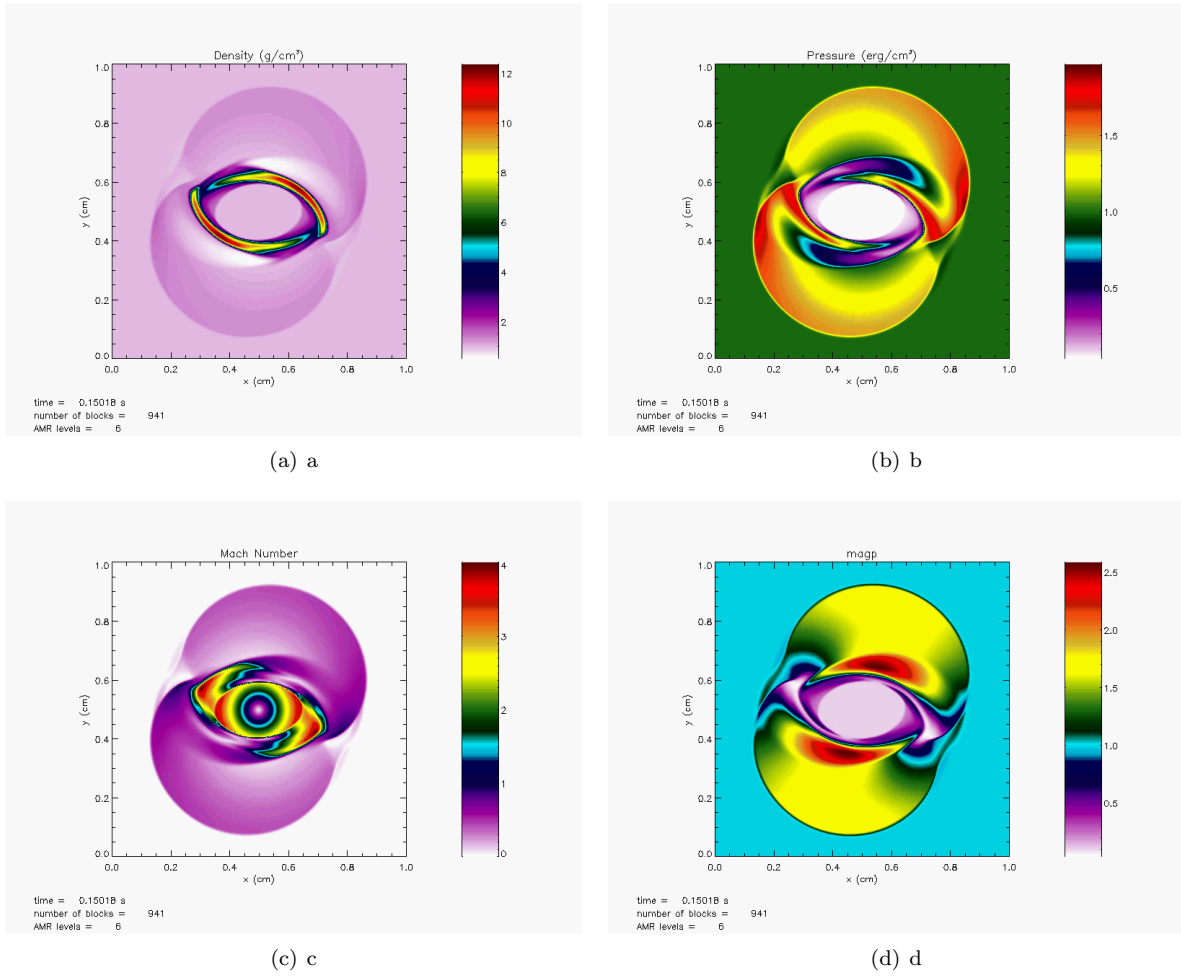 Density (g/cm³)
1.0
0.8
0.6
0.4
0.2
0.0
y (cm)
0.0 0.2 0.4 0.6 0.8 1.0
x (cm)
12
10
8
6
4
2
time = 0.15018 s
number of blocks = 941
AMR levels = 6
(a) a
Pressure (erg/cm³)
1.0
0.8
0.6
0.4
0.2
0.0
y (cm)
0.0 0.2 0.4 0.6 0.8 1.0
x (cm)
1.5
1.0
0.5
time = 0.15018 s
number of blocks = 941
AMR levels = 6
(b) b
Mach Number
1.0
0.8
0.6
0.4
0.2
0.0
y (cm)
0.0 0.2 0.4 0.6 0.8 1.0
x (cm)
4
3
2
1
0
time = 0.15018 s
number of blocks = 941
AMR levels = 6
(c) c
magp
1.0
0.8
0.6
0.4
0.2
0.0
y (cm)
0.0 0.2 0.4 0.6 0.8 1.0
x (cm)
2.5
2.0
1.5
1.0
0.5
time = 0.15018 s
number of blocks = 941
AMR levels = 6
(d) d